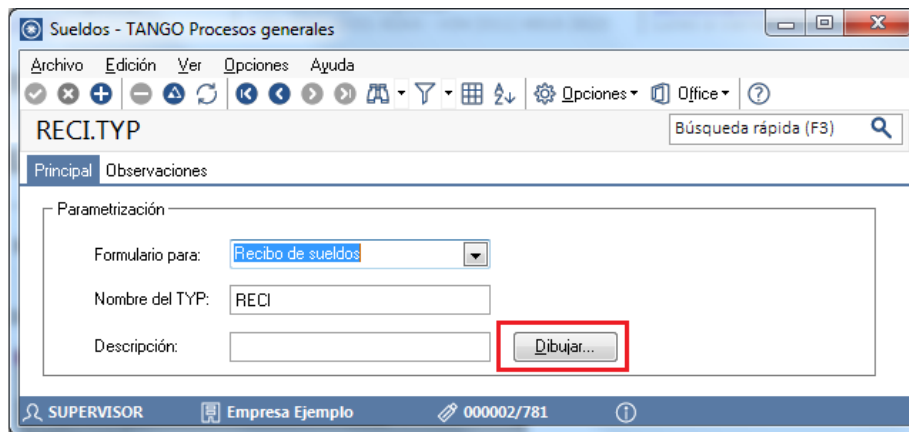 Sueldos - TANGO Procesos generales
Archivo Edición Ver Opciones Ayuda
Opciones Office
RECI.TYP Búsqueda rápida (F3)
Principal Observaciones
Parametrización
Formulario para: Recibo de sueldos
Nombre del TYP: RECI
Descripción: Dibujar...
SUPERVISOR Empresa Ejemplo 000002/781